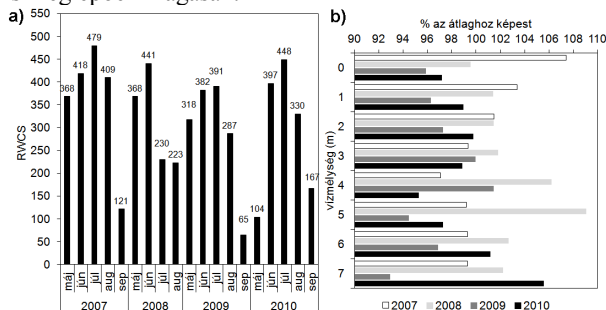 a)
RWCS
550
500
450
400
350
300
250
200
150
100
50
0
368 418 479 409 121 368 441 230 223 318 382 391 287 65 104 397 448 330 167
máj jún júl aug sep máj jún júl aug máj jún júl aug sep máj jún júl aug sep
2007 2008 2009 2010
b)
% az átlaghoz képest
90 92 94 96 98 100 102 104 106 108 110
vízmélység (m)
0
1
2
3
4
5
6
7
2007 2008 2009 2010